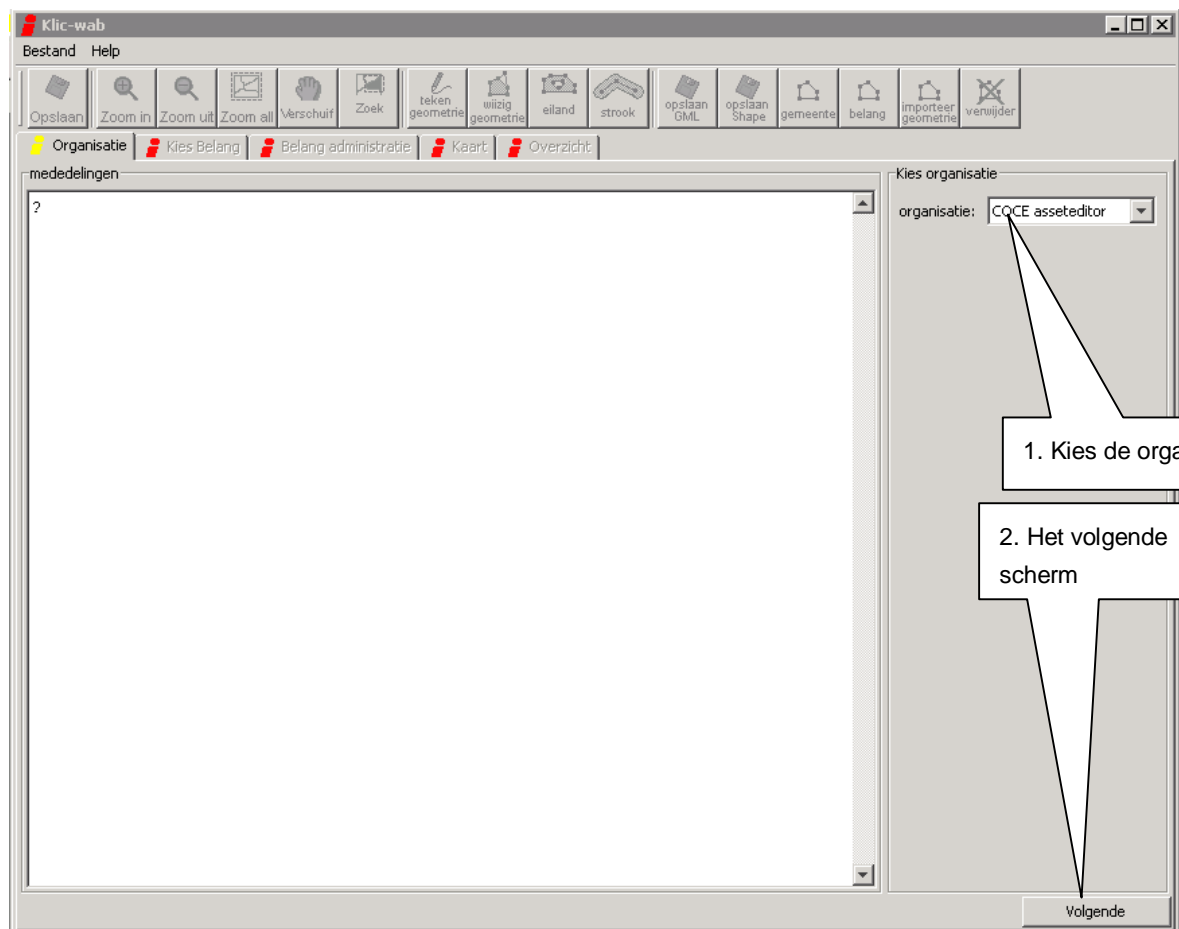 Klic-wab
Bestand Help
Opslaan Zoom in Zoom uit Zoom all Verschuif Zoek teken geometrie wiizig geometrie eiland strook opslaan GML opslaan Shape gemeente belang importeer geometrie verwijder
Organisatie Kies Belang Belang administratie Kaart Overzicht
mededelingen
?
Kies organisatie
organisatie: COCE asseteditor
1. Kies de orga
2. Het volgende
scherm
Volgende